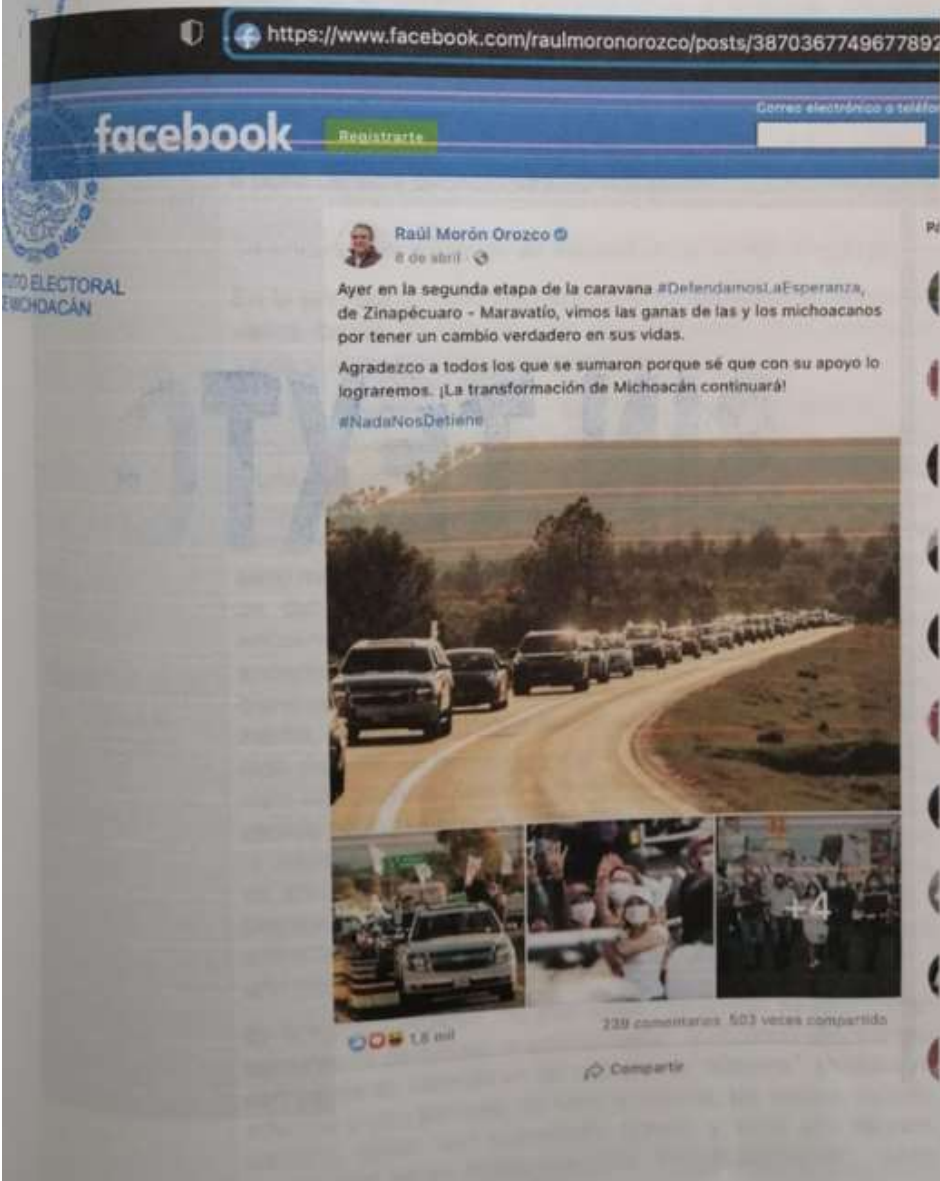 https://www.facebook.com/raulmoronorozco/posts/3870367749677892
facebook
Registrarte
Correo electrónico o teléfo
Raúl Morón Orozco
8 de abril
Ayer en la segunda etapa de la caravana #DefendamosLaEsperanza,
de Zinapécuaro - Maravatío, vimos las ganas de las y los michoacanos
por tener un cambio verdadero en sus vidas.
Agradezco a todos los que se sumaron porque sé que con su apoyo lo
lograremos. ¡La transformación de Michoacán continuará!
#NadaNosDetiene
ELECTORAL
MICHOACÁN
+4
1,6 mil
239 comentarios 503 veces compartido
Compartir